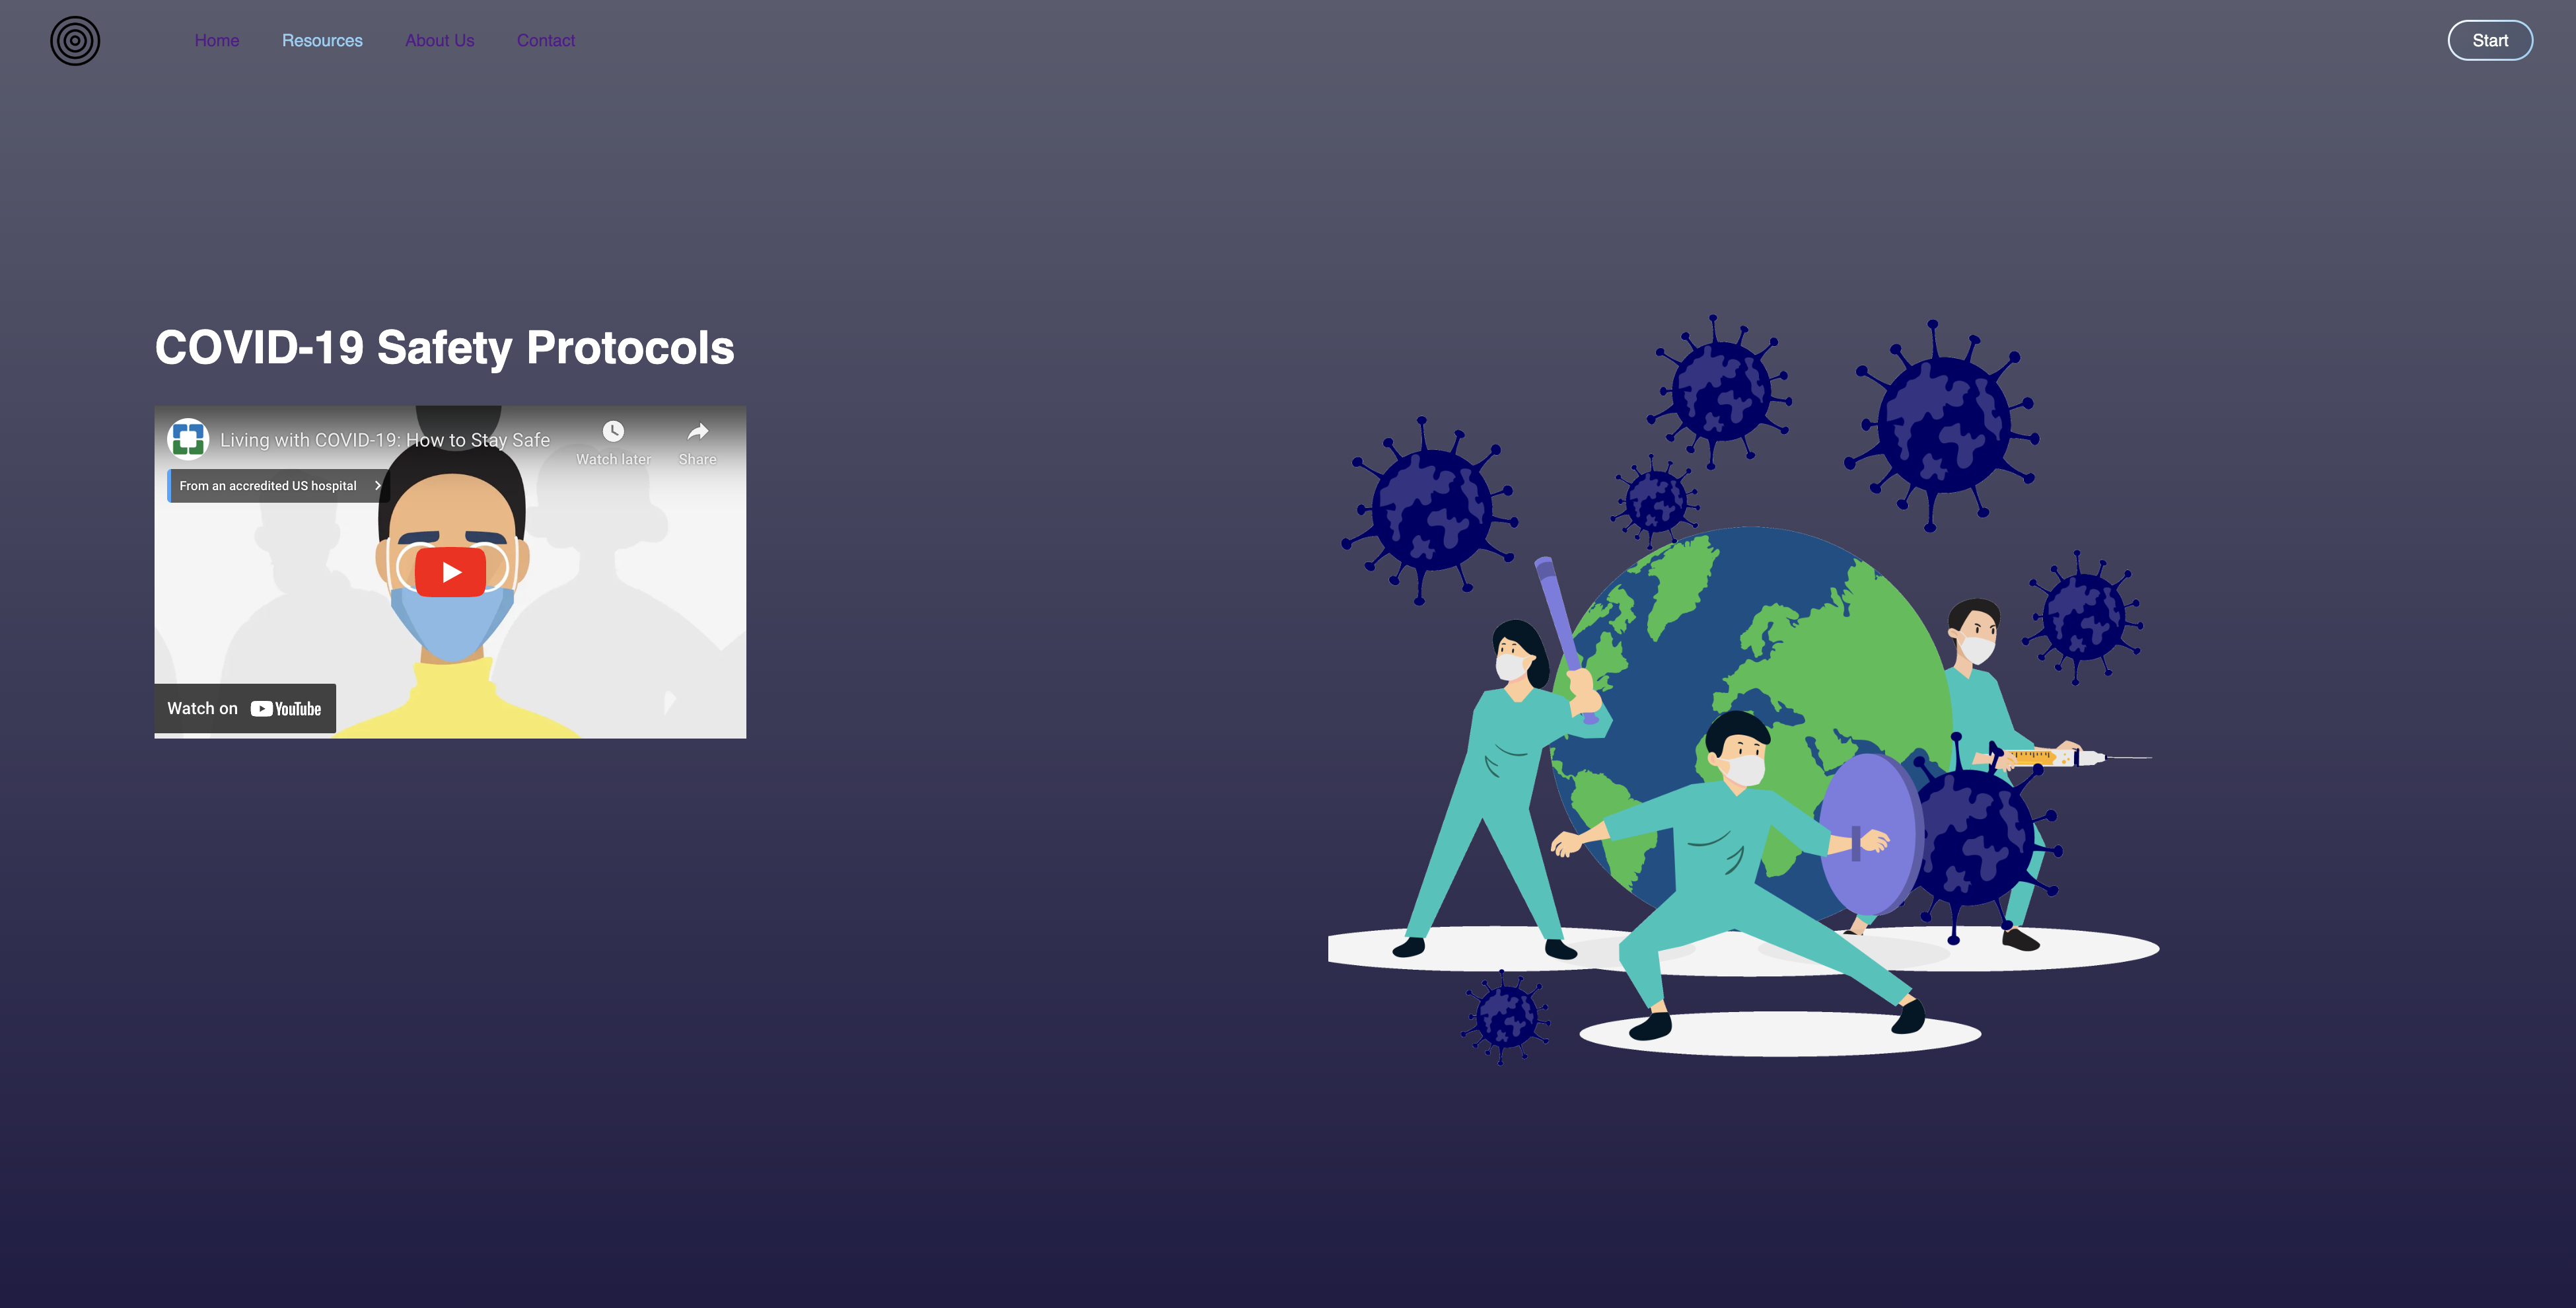 Home Resources About Us Contact Start
COVID-19 Safety Protocols
Living with COVID-19: How to Stay Safe
Watch later Share
From an accredited US hospital
Watch on YouTube